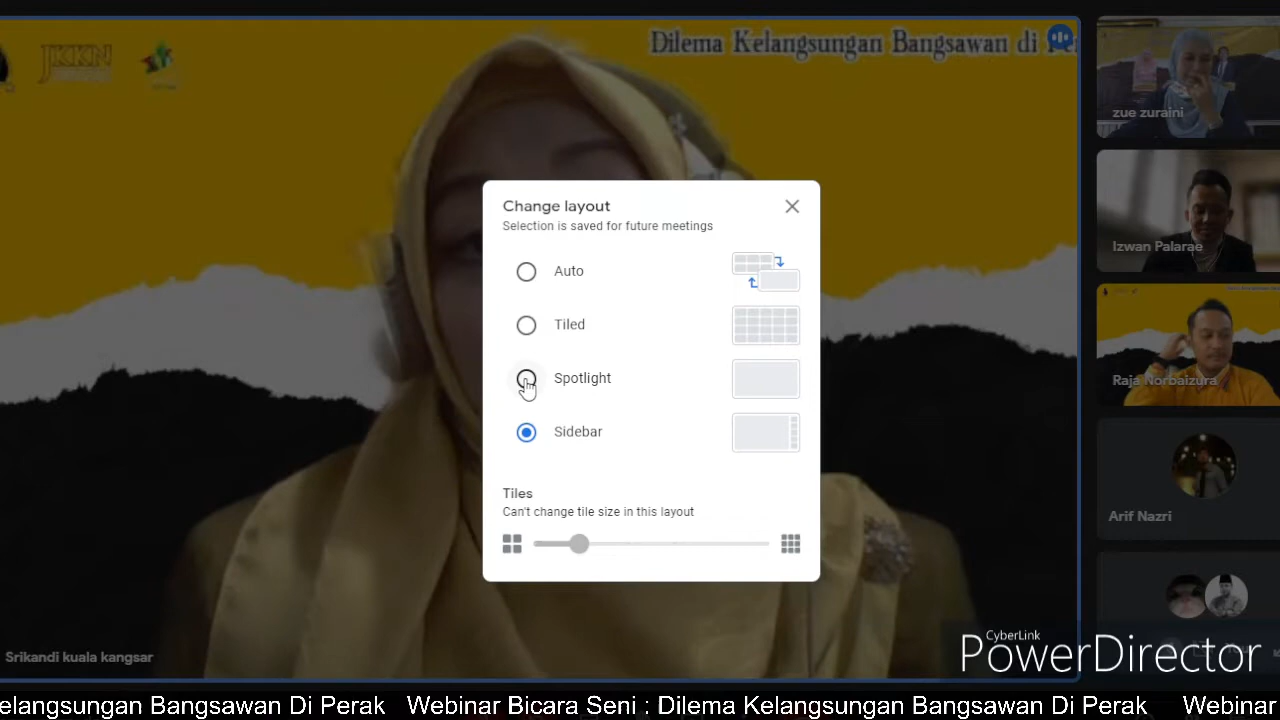 JKKN
Dilema Kelangsungan Bangsawan di Pe
zue zuraini
Izwan Palarae
Raja Norbaizura
Arif Nazri
Change layout
Selection is saved for future meetings
Auto
Tiled
Spotlight
Sidebar
Tiles
Can't change tile size in this layout
Srikandi kuala kangsar
CyberLink
PowerDirector
elangsungan Bangsawan Di Perak Webinar Bicara Seni : Dilema Kelangsungan Bangsawan Di Perak Webinar